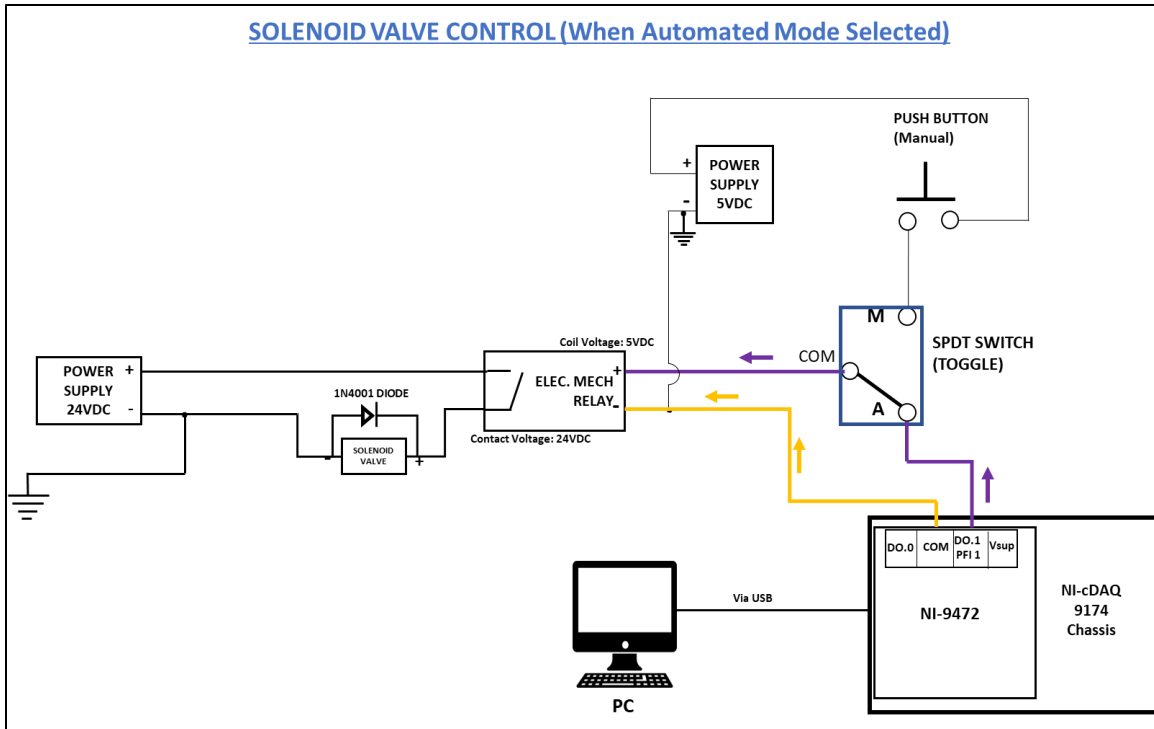 SOLENOID VALVE CONTROL (When Automated Mode Selected)
PUSH BUTTON
(Manual)
+
POWER
SUPPLY
5VDC
-
M
SPDT SWITCH
(TOGGLE)
COM
A
Coil Voltage: 5VDC
+
ELEC. MECH
RELAY
-
Contact Voltage: 24VDC
POWER
SUPPLY
24VDC
+
-
1N4001 DIODE
-
SOLENOID
VALVE
+
DO.0
COM
DO.1
PFI 1
Vsup
NI-9472
NI-cDAQ
9174
Chassis
Via USB
PC